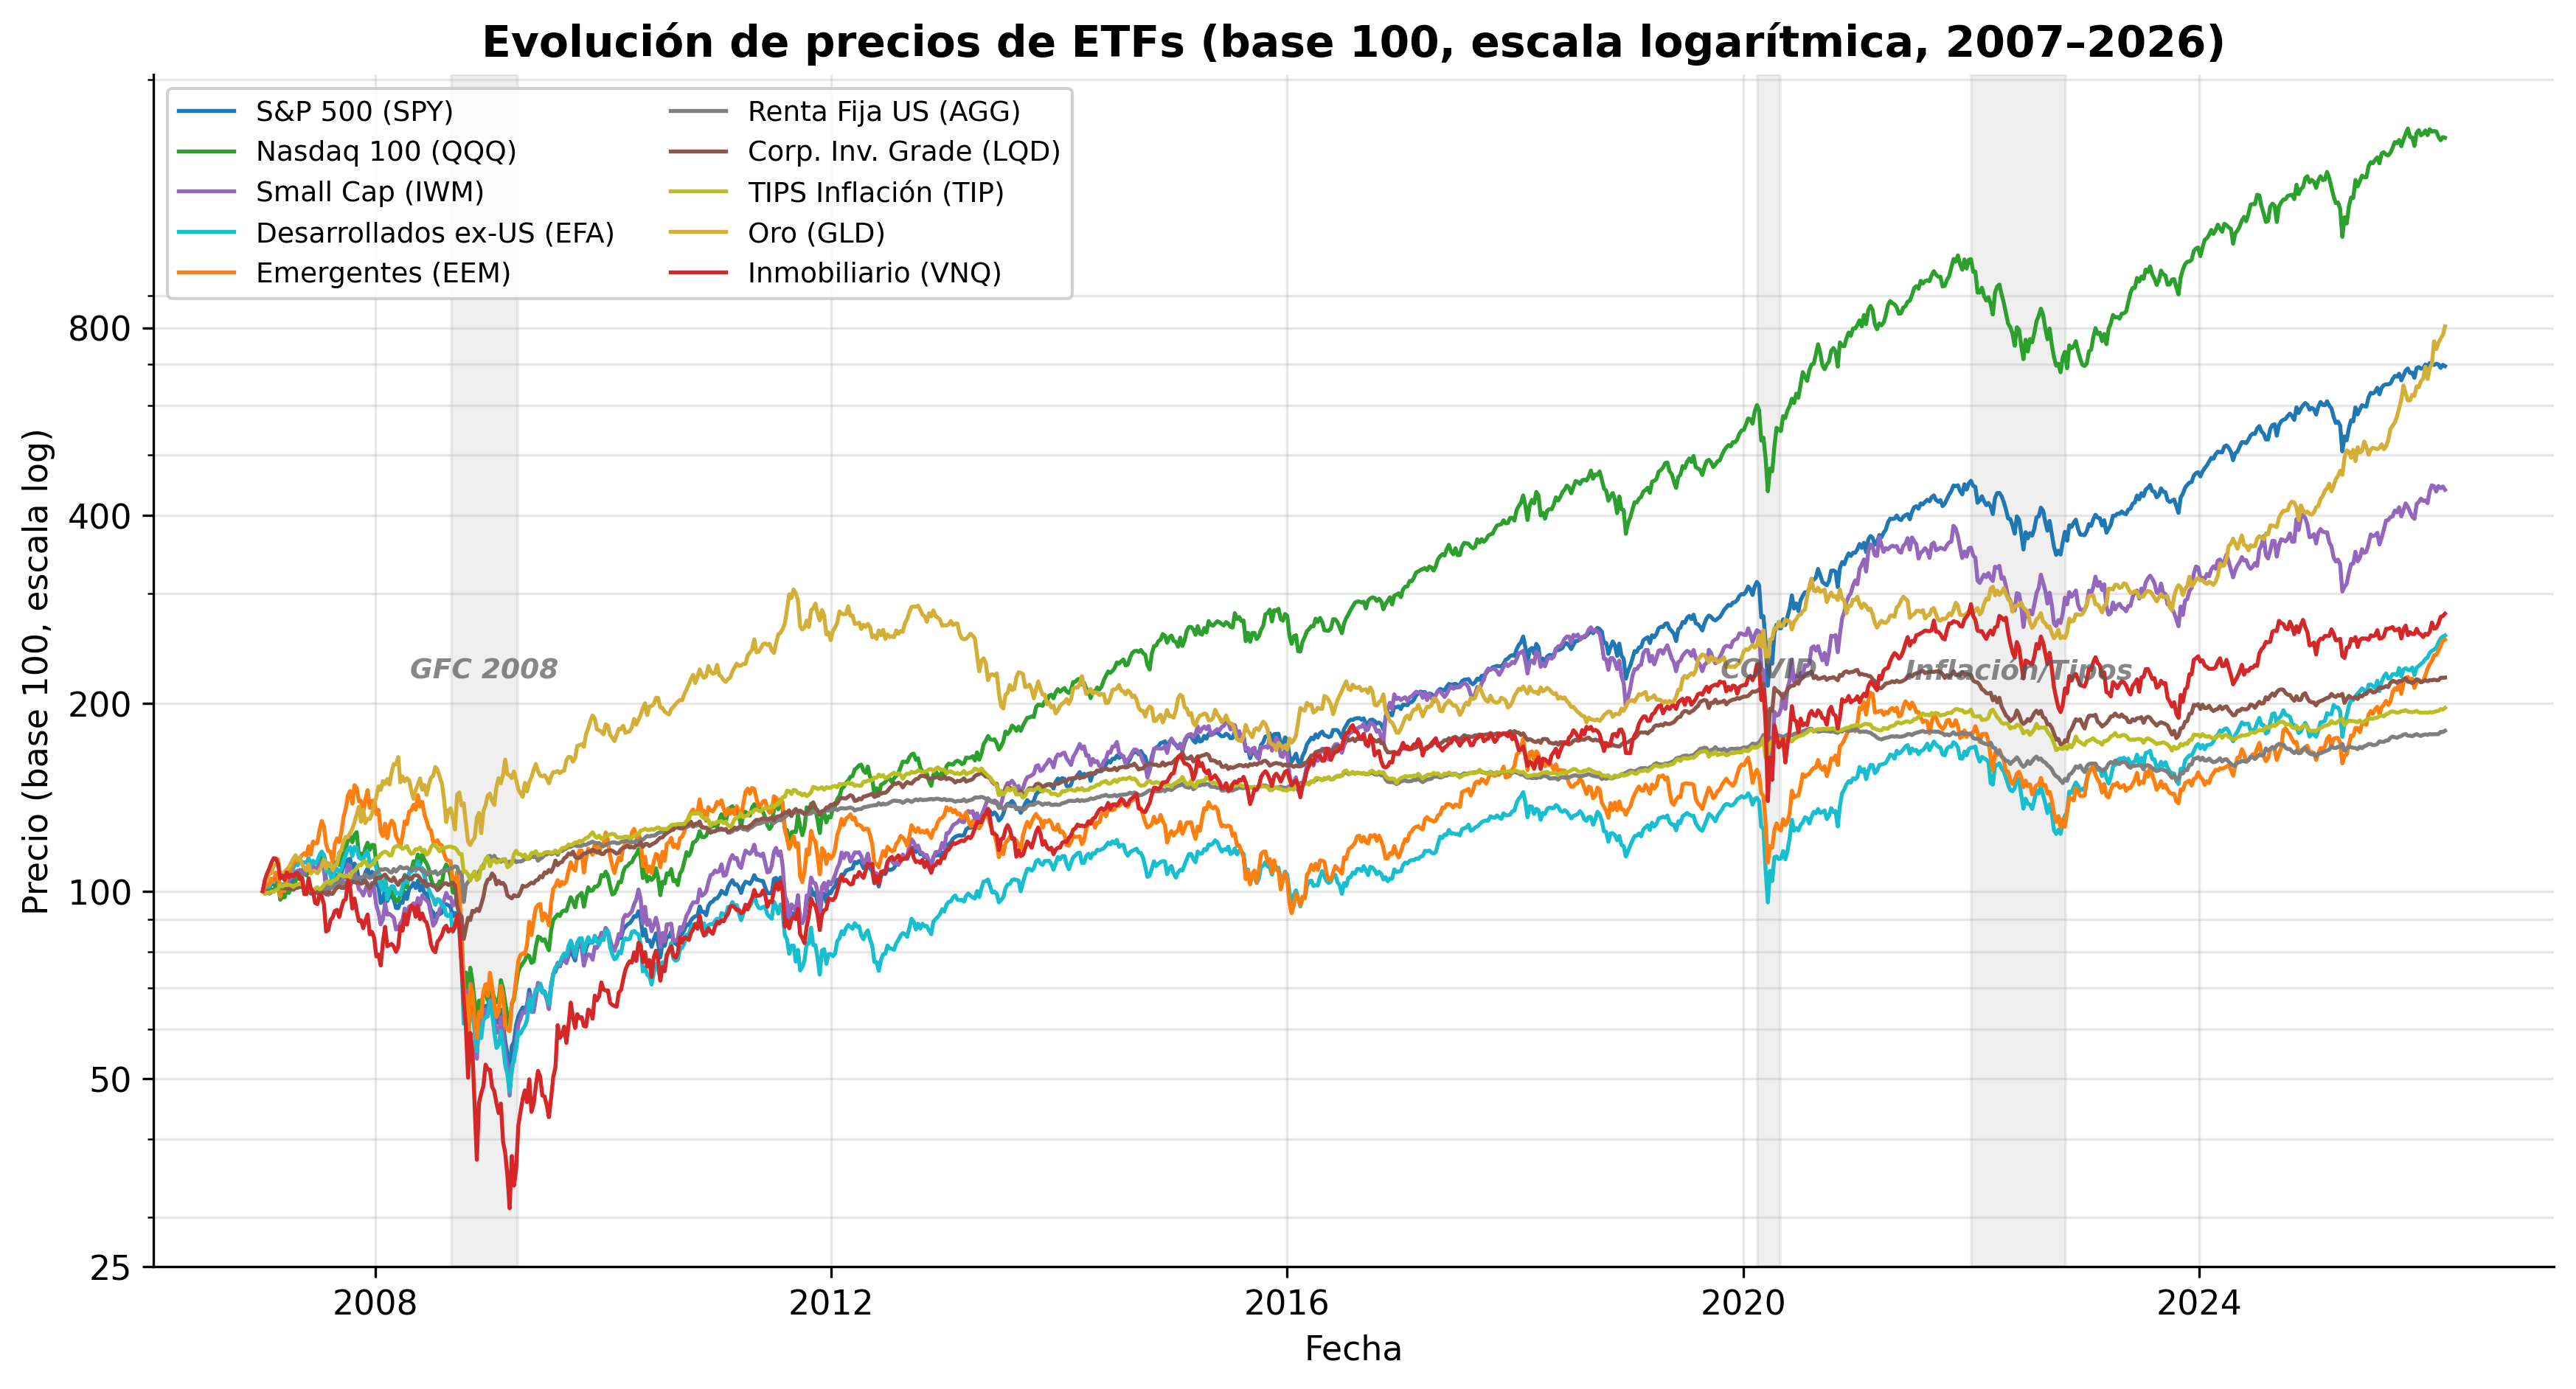 Evolución de precios de ETFs (base 100, escala logarítmica, 2007–2026)
S&P 500 (SPY)
Nasdaq 100 (QQQ)
Small Cap (IWM)
Desarrollados ex-US (EFA)
Emergentes (EEM)
Renta Fija US (AGG)
Corp. Inv. Grade (LQD)
TIPS Inflación (TIP)
Oro (GLD)
Inmobiliario (VNQ)
Precio (base 100, escala log)
800
400
200
100
50
25
GFC 2008
COVID
Inflación/Tipos
2008
2012
2016
2020
2024
Fecha